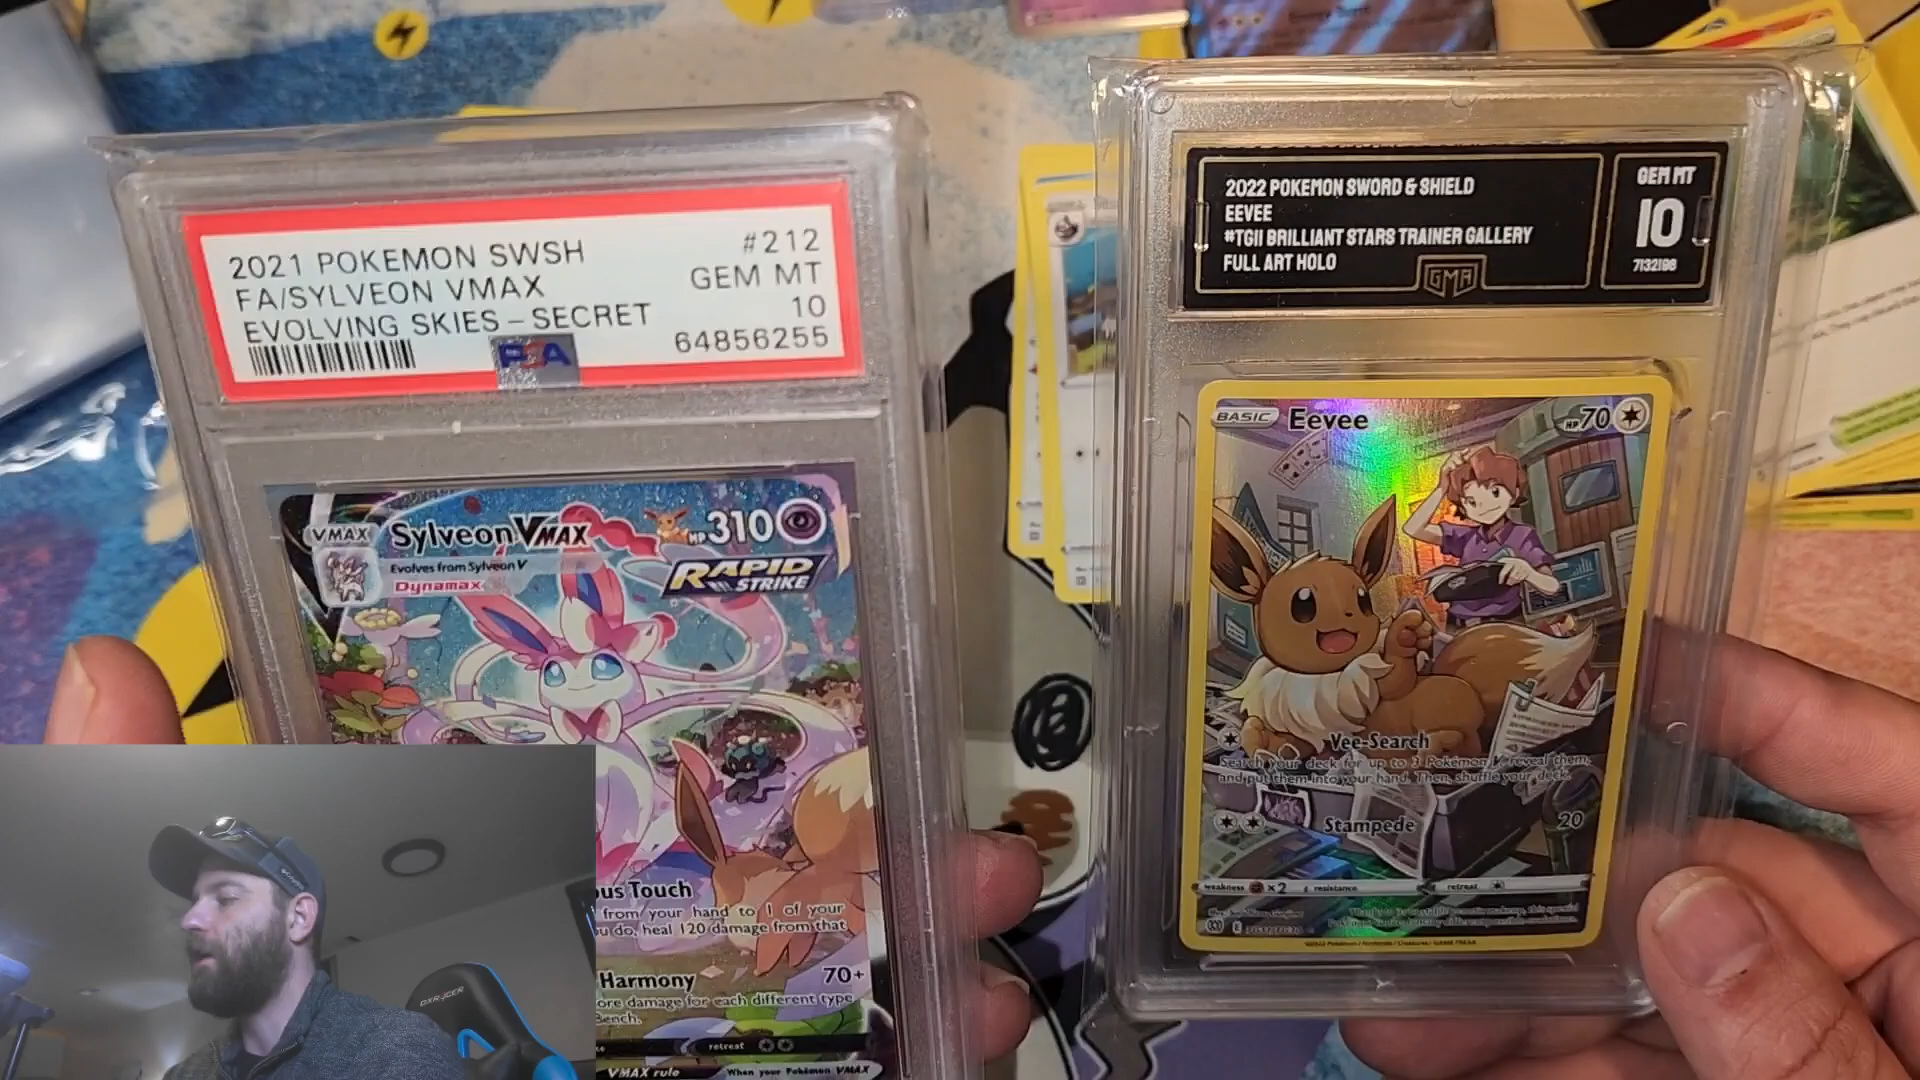 2021 POKEMON SWSH
#212
FA/SYLVEON VMAX
GEM MT
EVOLVING SKIES – SECRET
10
64856255
PSA
VMAX
Sylveon VMAX
HP 310
Evolves from Sylveon V
Dynamax
RAPID
STRIKE
ous Touch
from your hand to 1 of your
u do, heal 120 damage from that
Harmony
70+
ore damage for each different type
Bench.
retreat
VMAX rule
When your Pokémon VMAX
2022 POKEMON SWORD & SHIELD
EEVEE
#TG11 BRILLIANT STARS TRAINER GALLERY
FULL ART HOLO
GMA
GEM MT
10
7132198
BASIC
Eevee
HP 70
Vee-Search
Search your deck for up to 3 Pokémon V, reveal them,
and put them into your hand. Then, shuffle your deck.
Stampede
20
weakness
×2
resistance
retreat
DXRACER